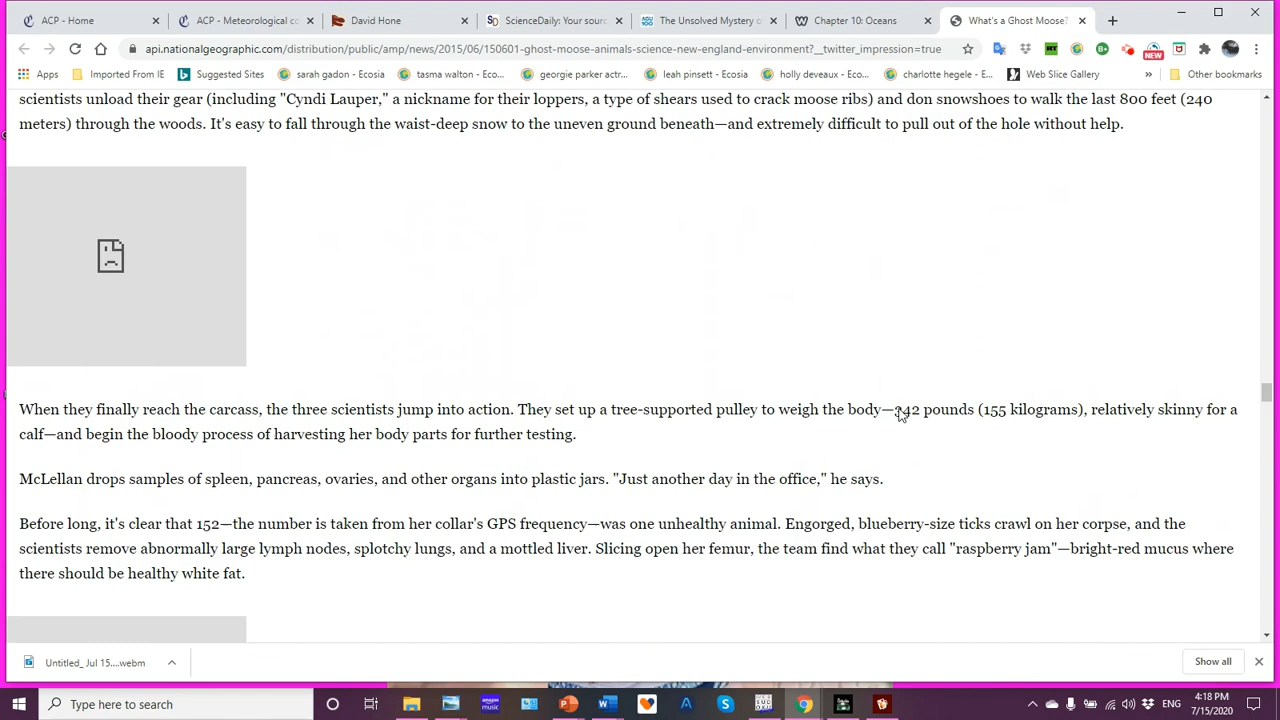 ACP - Home
ACP - Meteorological co
David Hone
ScienceDaily: Your sour
The Unsolved Mystery o
Chapter 10: Oceans
What's a Ghost Moose?
api.nationalgeographic.com/distribution/public/amp/news/2015/06/150601-ghost-moose-animals-science-new-england-environment?__twitter_impression=true
NEW
Apps
Imported From IE
Suggested Sites
sarah gadon - Ecosia
tasma walton - Eco...
georgie parker actr...
leah pinsett - Ecosia
holly deveaux - Eco...
charlotte hegele - E...
Web Slice Gallery
»
Other bookmarks
scientists unload their gear (including "Cyndi Lauper," a nickname for their loppers, a type of shears used to crack moose ribs) and don snowshoes to walk the last 800 feet (240
meters) through the woods. It's easy to fall through the waist-deep snow to the uneven ground beneath—and extremely difficult to pull out of the hole without help.
When they finally reach the carcass, the three scientists jump into action. They set up a tree-supported pulley to weigh the body—342 pounds (155 kilograms), relatively skinny for a
calf—and begin the bloody process of harvesting her body parts for further testing.
McLellan drops samples of spleen, pancreas, ovaries, and other organs into plastic jars. "Just another day in the office," he says.
Before long, it's clear that 152—the number is taken from her collar's GPS frequency—was one unhealthy animal. Engorged, blueberry-size ticks crawl on her corpse, and the
scientists remove abnormally large lymph nodes, splotchy lungs, and a mottled liver. Slicing open her femur, the team find what they call "raspberry jam"—bright-red mucus where
there should be healthy white fat.
Untitled_ Jul 15....webm
Show all
Type here to search
ENG
4:18 PM
7/15/2020